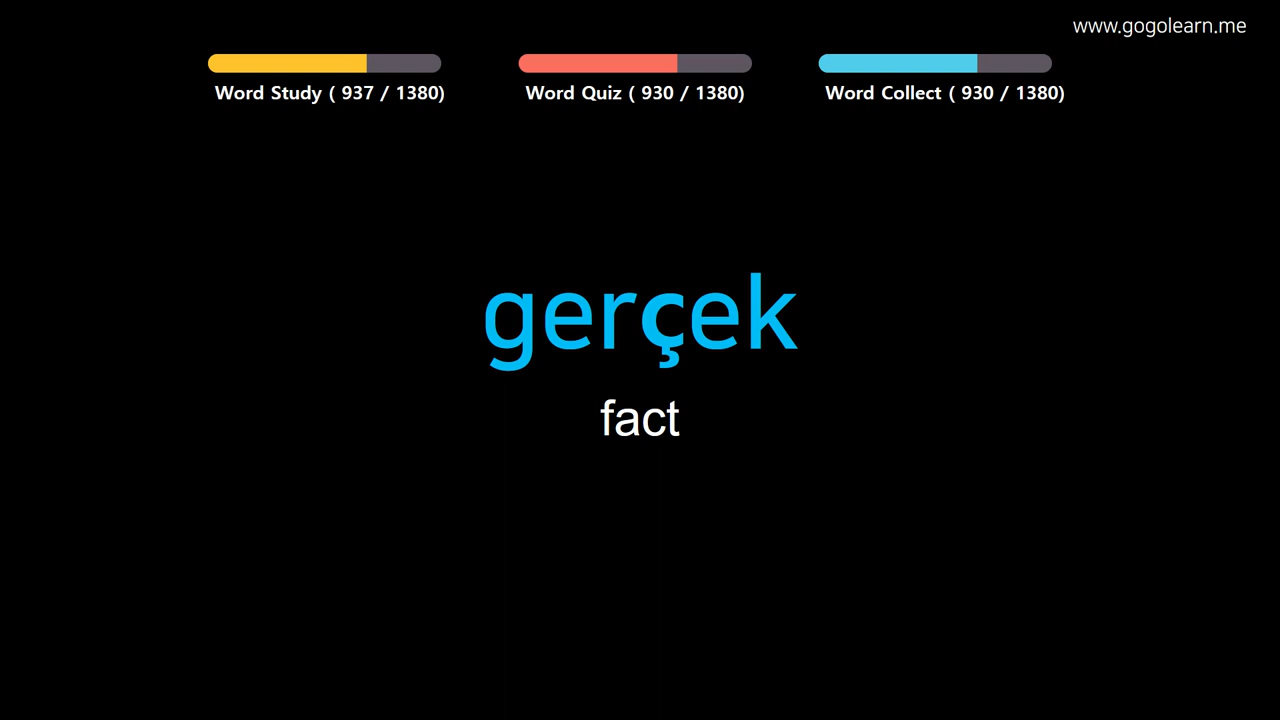 www.gogolearn.me
Word Study ( 937 / 1380)
Word Quiz ( 930 / 1380)
Word Collect ( 930 / 1380)
gerçek
fact